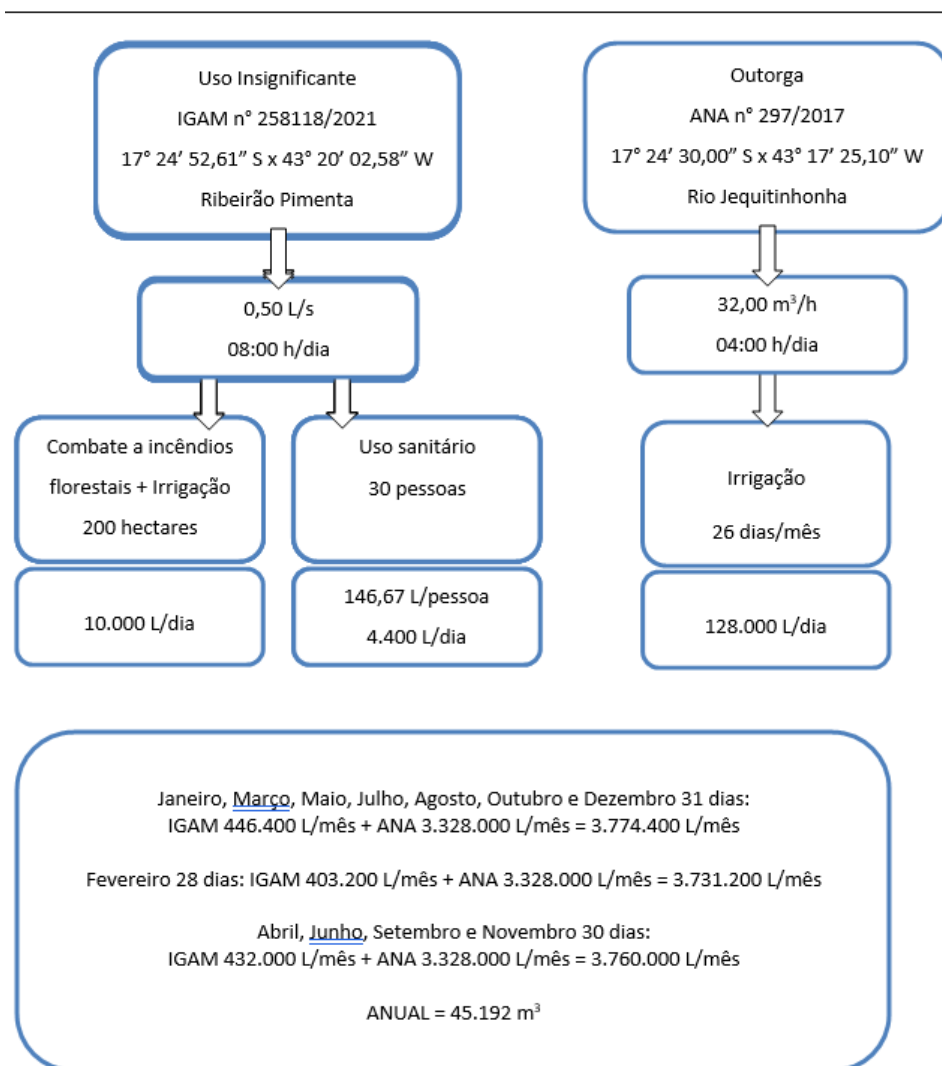 Uso Insignificante
IGAM n° 258118/2021
17° 24’ 52,61” S x 43° 20’ 02,58” W
Ribeirão Pimenta
Outorga
ANA n° 297/2017
17° 24’ 30,00” S x 43° 17’ 25,10” W
Rio Jequitinhonha
0,50 L/s
08:00 h/dia
32,00 m³/h
04:00 h/dia
Combate a incêndios
florestais + Irrigação
200 hectares
Uso sanitário
30 pessoas
Irrigação
26 dias/mês
10.000 L/dia
146,67 L/pessoa
4.400 L/dia
128.000 L/dia
Janeiro, Março, Maio, Julho, Agosto, Outubro e Dezembro 31 dias:
IGAM 446.400 L/mês + ANA 3.328.000 L/mês = 3.774.400 L/mês
Fevereiro 28 dias: IGAM 403.200 L/mês + ANA 3.328.000 L/mês = 3.731.200 L/mês
Abril, Junho, Setembro e Novembro 30 dias:
IGAM 432.000 L/mês + ANA 3.328.000 L/mês = 3.760.000 L/mês
ANUAL = 45.192 m³